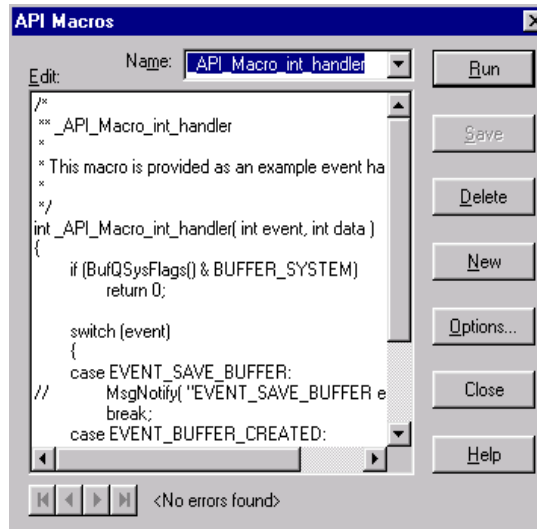 API Macros
Name: _API_Macro_int_handler
Edit:
/*
** _API_Macro_int_handler
*
* This macro is provided as an example event ha
*
*/
int _API_Macro_int_handler( int event, int data )
{
if (BufQSysFlags() & BUFFER_SYSTEM)
return 0;
switch (event)
{
case EVENT_SAVE_BUFFER:
// MsgNotify( "EVENT_SAVE_BUFFER e
break;
case EVENT_BUFFER_CREATED:
<No errors found>
Run
Save
Delete
New
Options...
Close
Help